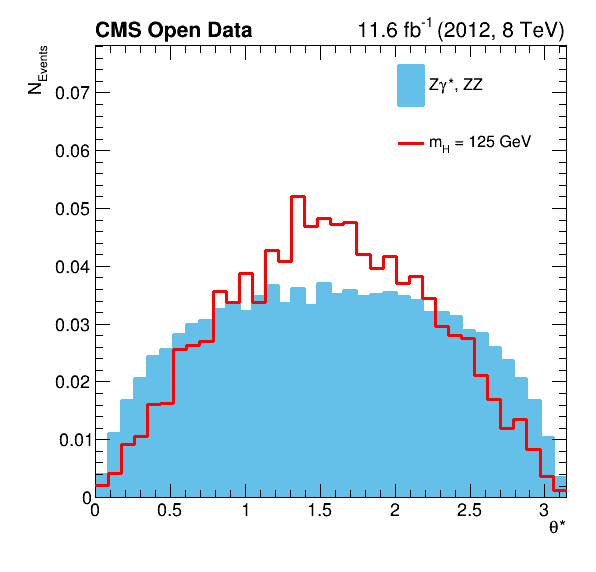 CMS Open Data 11.6 fb⁻¹ (2012, 8 TeV)
N_Events
Zγ*, ZZ
m_H = 125 GeV
0.07
0.06
0.05
0.04
0.03
0.02
0.01
0
0 0.5 1 1.5 2 2.5 3
θ*